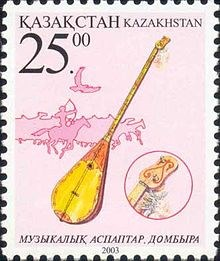 ҚАЗАҚСТАН KAZAKHSTAN
25.00
МУЗЫКАЛЫҚ АСПАПТАР, ДОМБЫРА
2003